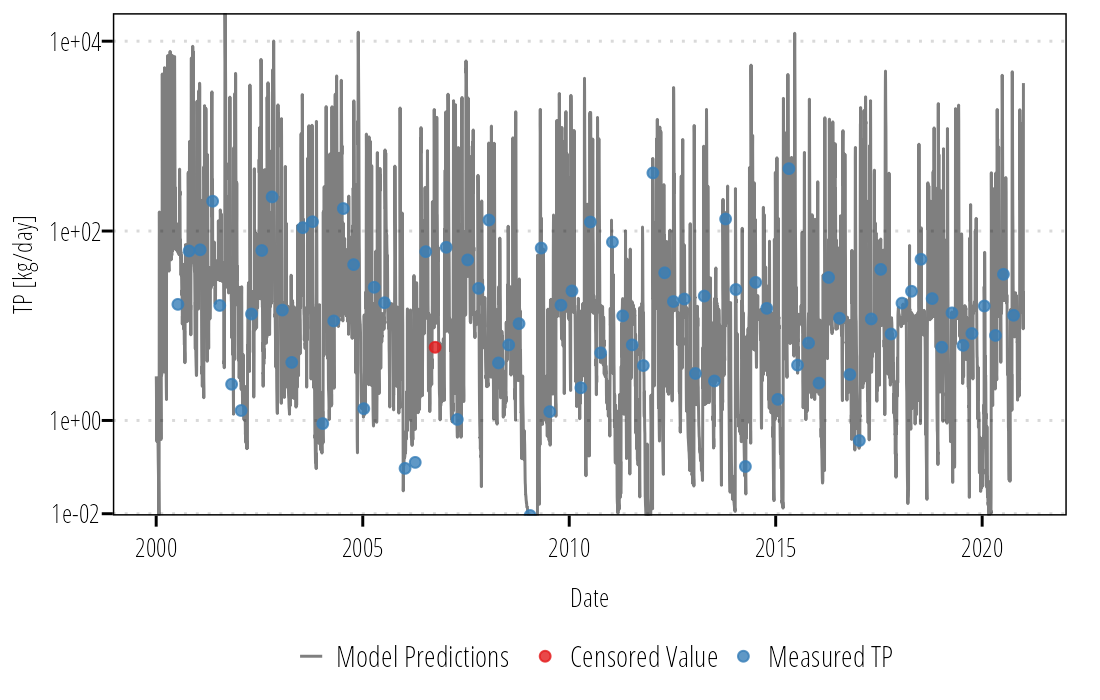 1e+04
1e+02
1e+00
1e-02
TP [kg/day]
2000 2005 2010 2015 2020
Date
Model Predictions Censored Value Measured TP